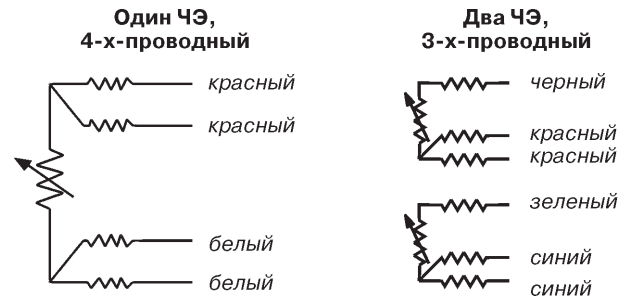 Один ЧЭ,
4-х-проводный
красный
красный
белый
белый
Два ЧЭ,
3-х-проводный
черный
красный
красный
зеленый
синий
синий